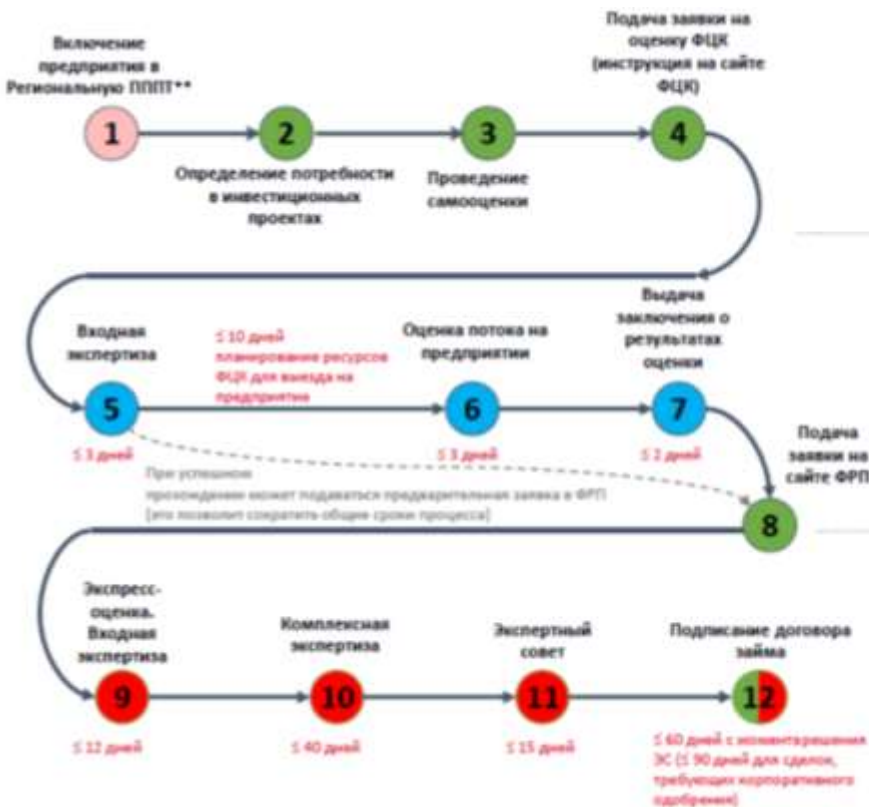 Включение
предприятия в
Региональную ПППТ**
1
2
Определение потребности
в инвестиционных
проектах
3
Проведение
самооценки
Подача заявки на
оценку ФЦК
(инструкция на сайте
ФЦК)
4
Входная
экспертиза
5
≤ 3 дней
≤ 10 дней
планирование ресурсов
ФЦК для выезда на
предприятие
Оценка потока на
предприятии
6
≤ 3 дней
Выдача
заключения о
результатах
оценки
7
≤ 2 дней
При успешном
прохождении может подаваться предварительная заявка в ФРП
(это позволит сократить общие сроки процесса)
Подача
заявки на
сайте ФРП
8
Экспресс-
оценка.
Входная
экспертиза
9
≤ 12 дней
Комплексная
экспертиза
10
≤ 40 дней
Экспертный
совет
11
≤ 15 дней
Подписание договора
займа
12
≤ 60 дней с момента решения
ЭС (≤ 90 дней для сделок,
требующих корпоративного
одобрения)